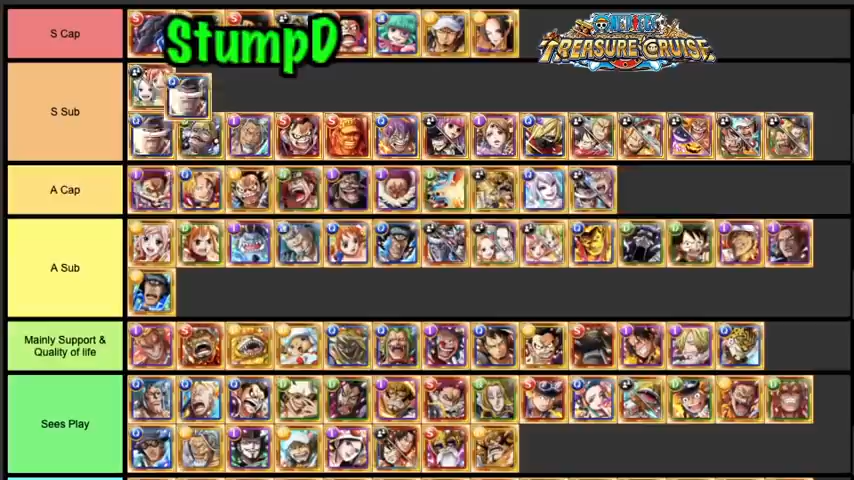 S Cap
StumpD
ONE PIECE
TREASURE CRUISE
S Sub
A Cap
A Sub
Mainly Support &
Quality of life
Sees Play